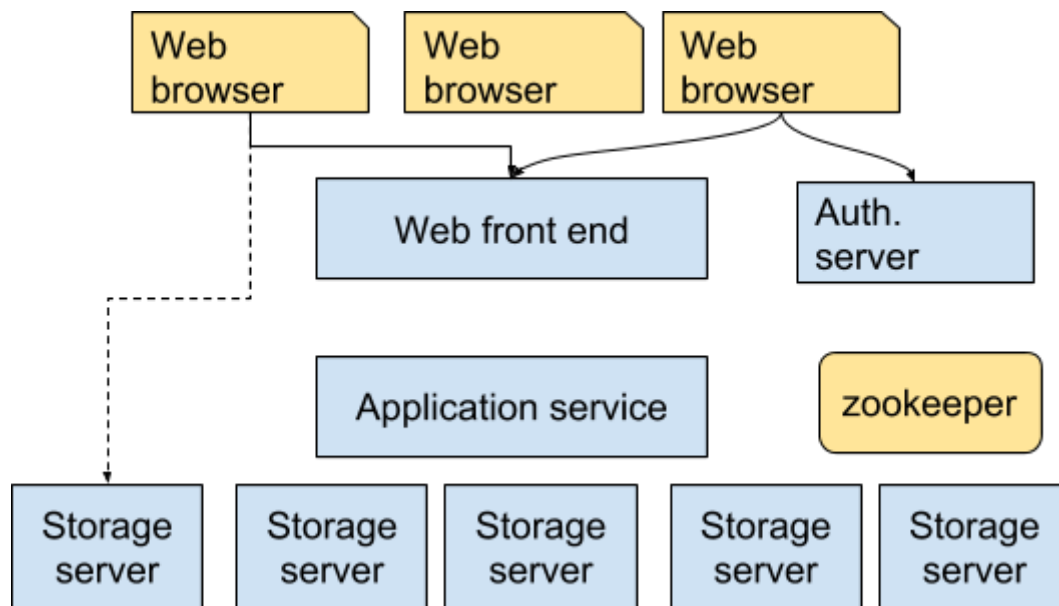 Web
browser
Web
browser
Web
browser
Web front end
Auth.
server
Application service
zookeeper
Storage
server
Storage
server
Storage
server
Storage
server
Storage
server